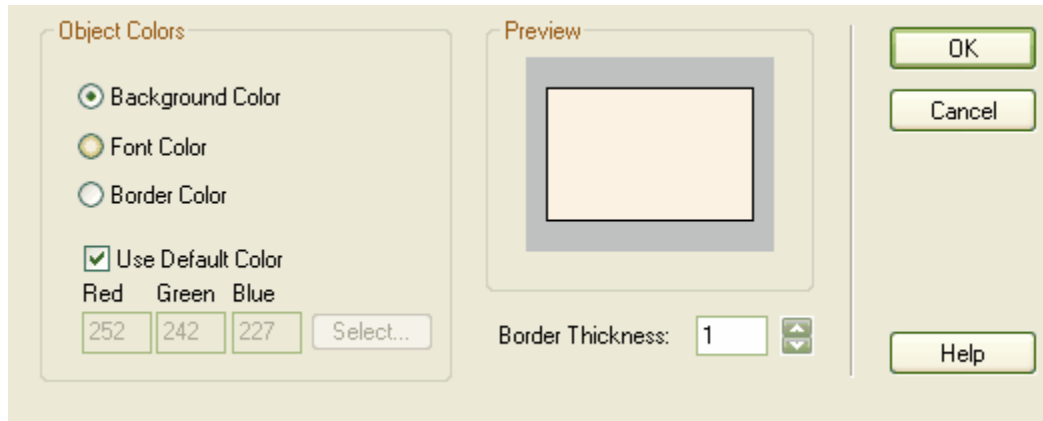 Object Colors
Background Color
Font Color
Border Color
Use Default Color
Red Green Blue
252 242 227 Select...
Preview
Border Thickness: 1
OK
Cancel
Help